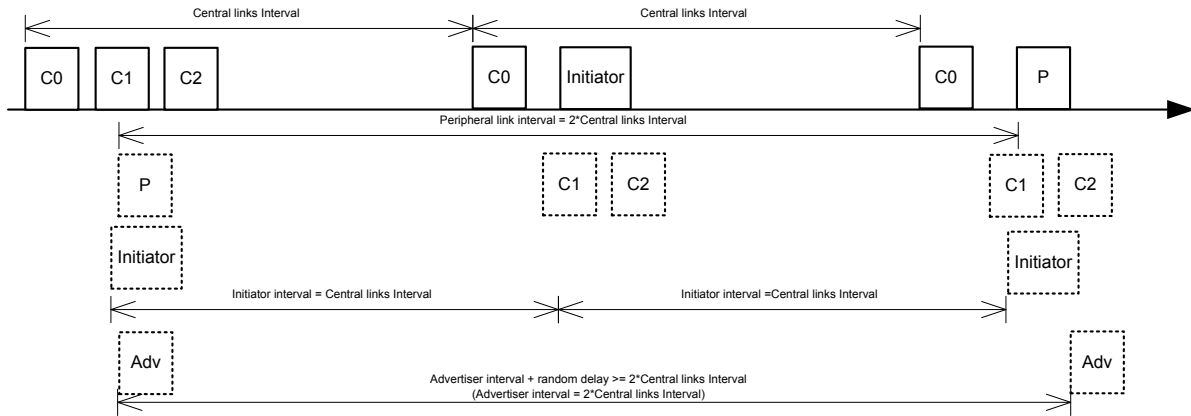 Central links Interval
Central links Interval
C0
C1
C2
C0
Initiator
C0
P
Peripheral link interval = 2*Central links Interval
P
C1
C2
C1
C2
Initiator
Initiator
Initiator interval = Central links Interval
Initiator interval =Central links Interval
Adv
Adv
Advertiser interval + random delay >= 2*Central links Interval
(Advertiser interval = 2*Central links Interval)